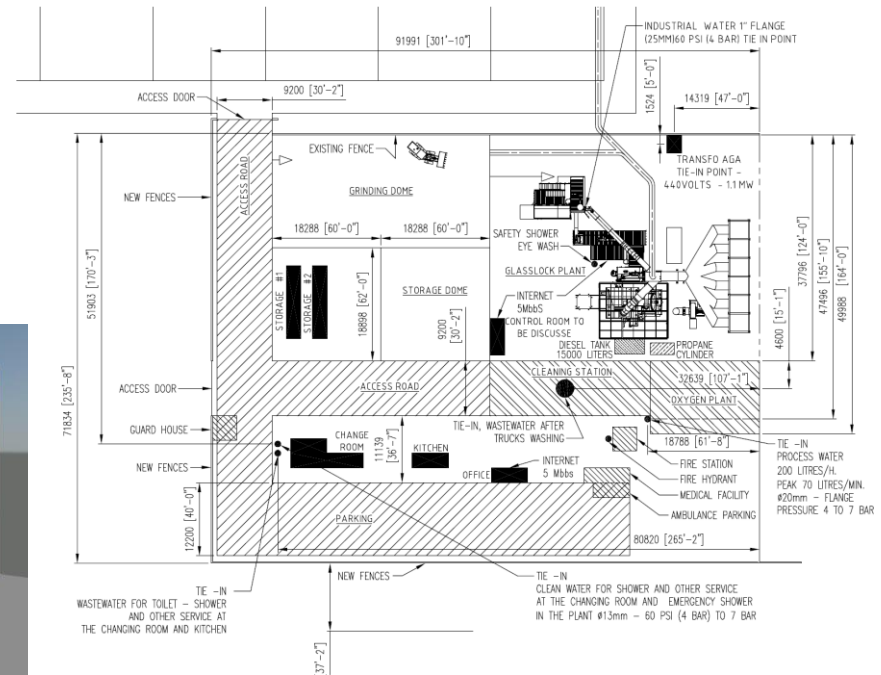 91991 [301'-10"]
INDUSTRIAL WATER 1" FLANGE
(25MM)60 PSI (4 BAR) TIE IN POINT
ACCESS DOOR
9200 [30'-2"]
1524 [5'-0"]
14319 [47'-0"]
EXISTING FENCE
TRANSFO AGA
TIE-IN POINT -
440VOLTS - 1.1 MW
NEW FENCES
ACCESS ROAD
GRINDING DOME
18288 [60'-0"]
18288 [60'-0"]
SAFETY SHOWER
EYE WASH
GLASSLOCK PLANT
51903 [170'-3"]
STORAGE #1
STORAGE #2
18898 [62'-0"]
STORAGE DOME
9200
[30'-2"]
INTERNET
5MbbS
CONTROL ROOM TO
BE DISCUSSE
DIESEL TANK
15000 LITERS
PROPANE
CYLINDER
37796 [124'-0"]
47496 [155'-10"]
49988 [164'-0"]
4600 [15'-1"]
71834 [235'-8"]
ACCESS DOOR
ACCESS ROAD
CLEANING STATION
32639 [107'-1"]
OXYGEN PLANT
GUARD HOUSE
TIE-IN, WASTEWATER AFTER
TRUCKS WASHING
NEW FENCES
CHANGE
ROOM
11139
[36'-7"]
KITCHEN
OFFICE
INTERNET
5 Mbbs
18788 [61'-8"]
FIRE STATION
FIRE HYDRANT
MEDICAL FACILITY
AMBULANCE PARKING
TIE -IN
PROCESS WATER
200 LITRES/H.
PEAK 70 LITRES/MIN.
ø20mm - FLANGE
PRESSURE 4 TO 7 BAR
12200 [40'-0"]
PARKING
80820 [265'-2"]
NEW FENCES
TIE -IN
WASTEWATER FOR TOILET - SHOWER
AND OTHER SERVICE AT
THE CHANGING ROOM AND KITCHEN
TIE -IN
CLEAN WATER FOR SHOWER AND OTHER SERVICE
AT THE CHANGING ROOM AND EMERGENCY SHOWER
IN THE PLANT ø13mm - 60 PSI (4 BAR) TO 7 BAR
37'-2"]